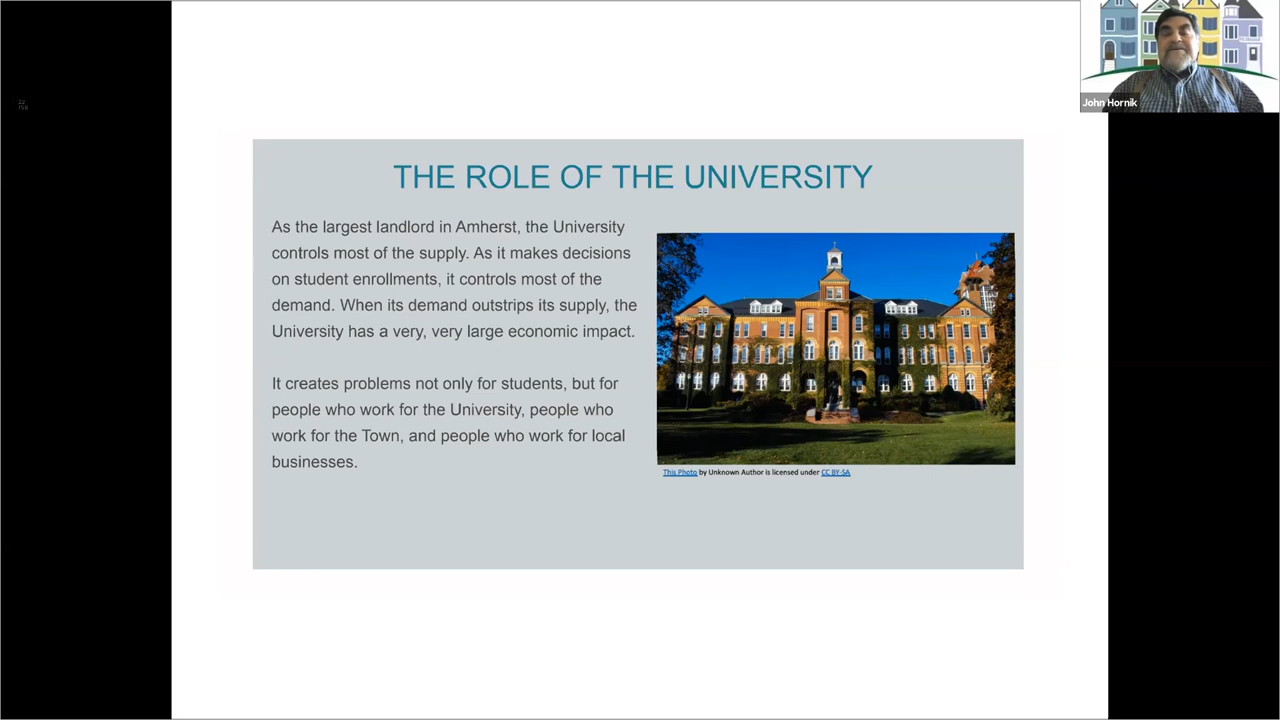 John Hornik
THE ROLE OF THE UNIVERSITY
As the largest landlord in Amherst, the University
controls most of the supply. As it makes decisions
on student enrollments, it controls most of the
demand. When its demand outstrips its supply, the
University has a very, very large economic impact.
It creates problems not only for students, but for
people who work for the University, people who
work for the Town, and people who work for local
businesses.
This Photo by Unknown Author is licensed under CC BY-SA